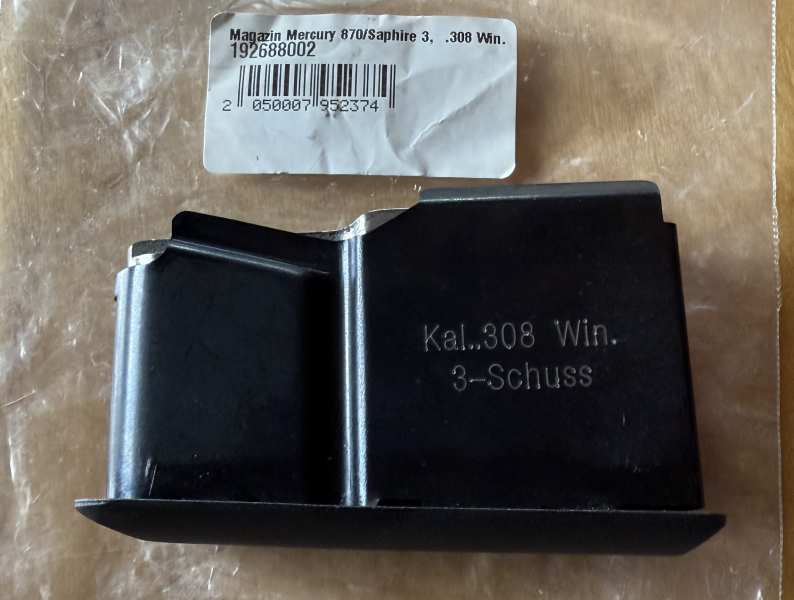 Magazin Mercury 870/Saphire 3, .308 Win.
192688002
2 050007 952374
Kal..308 Win.
3-Schuss